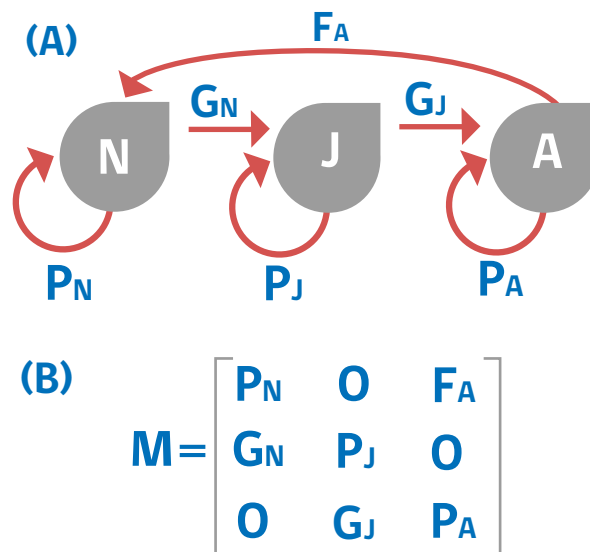 (A)
FA
GN GJ
N J A
PN PJ PA
(B)
PN O FA
M= GN PJ O
O GJ PA